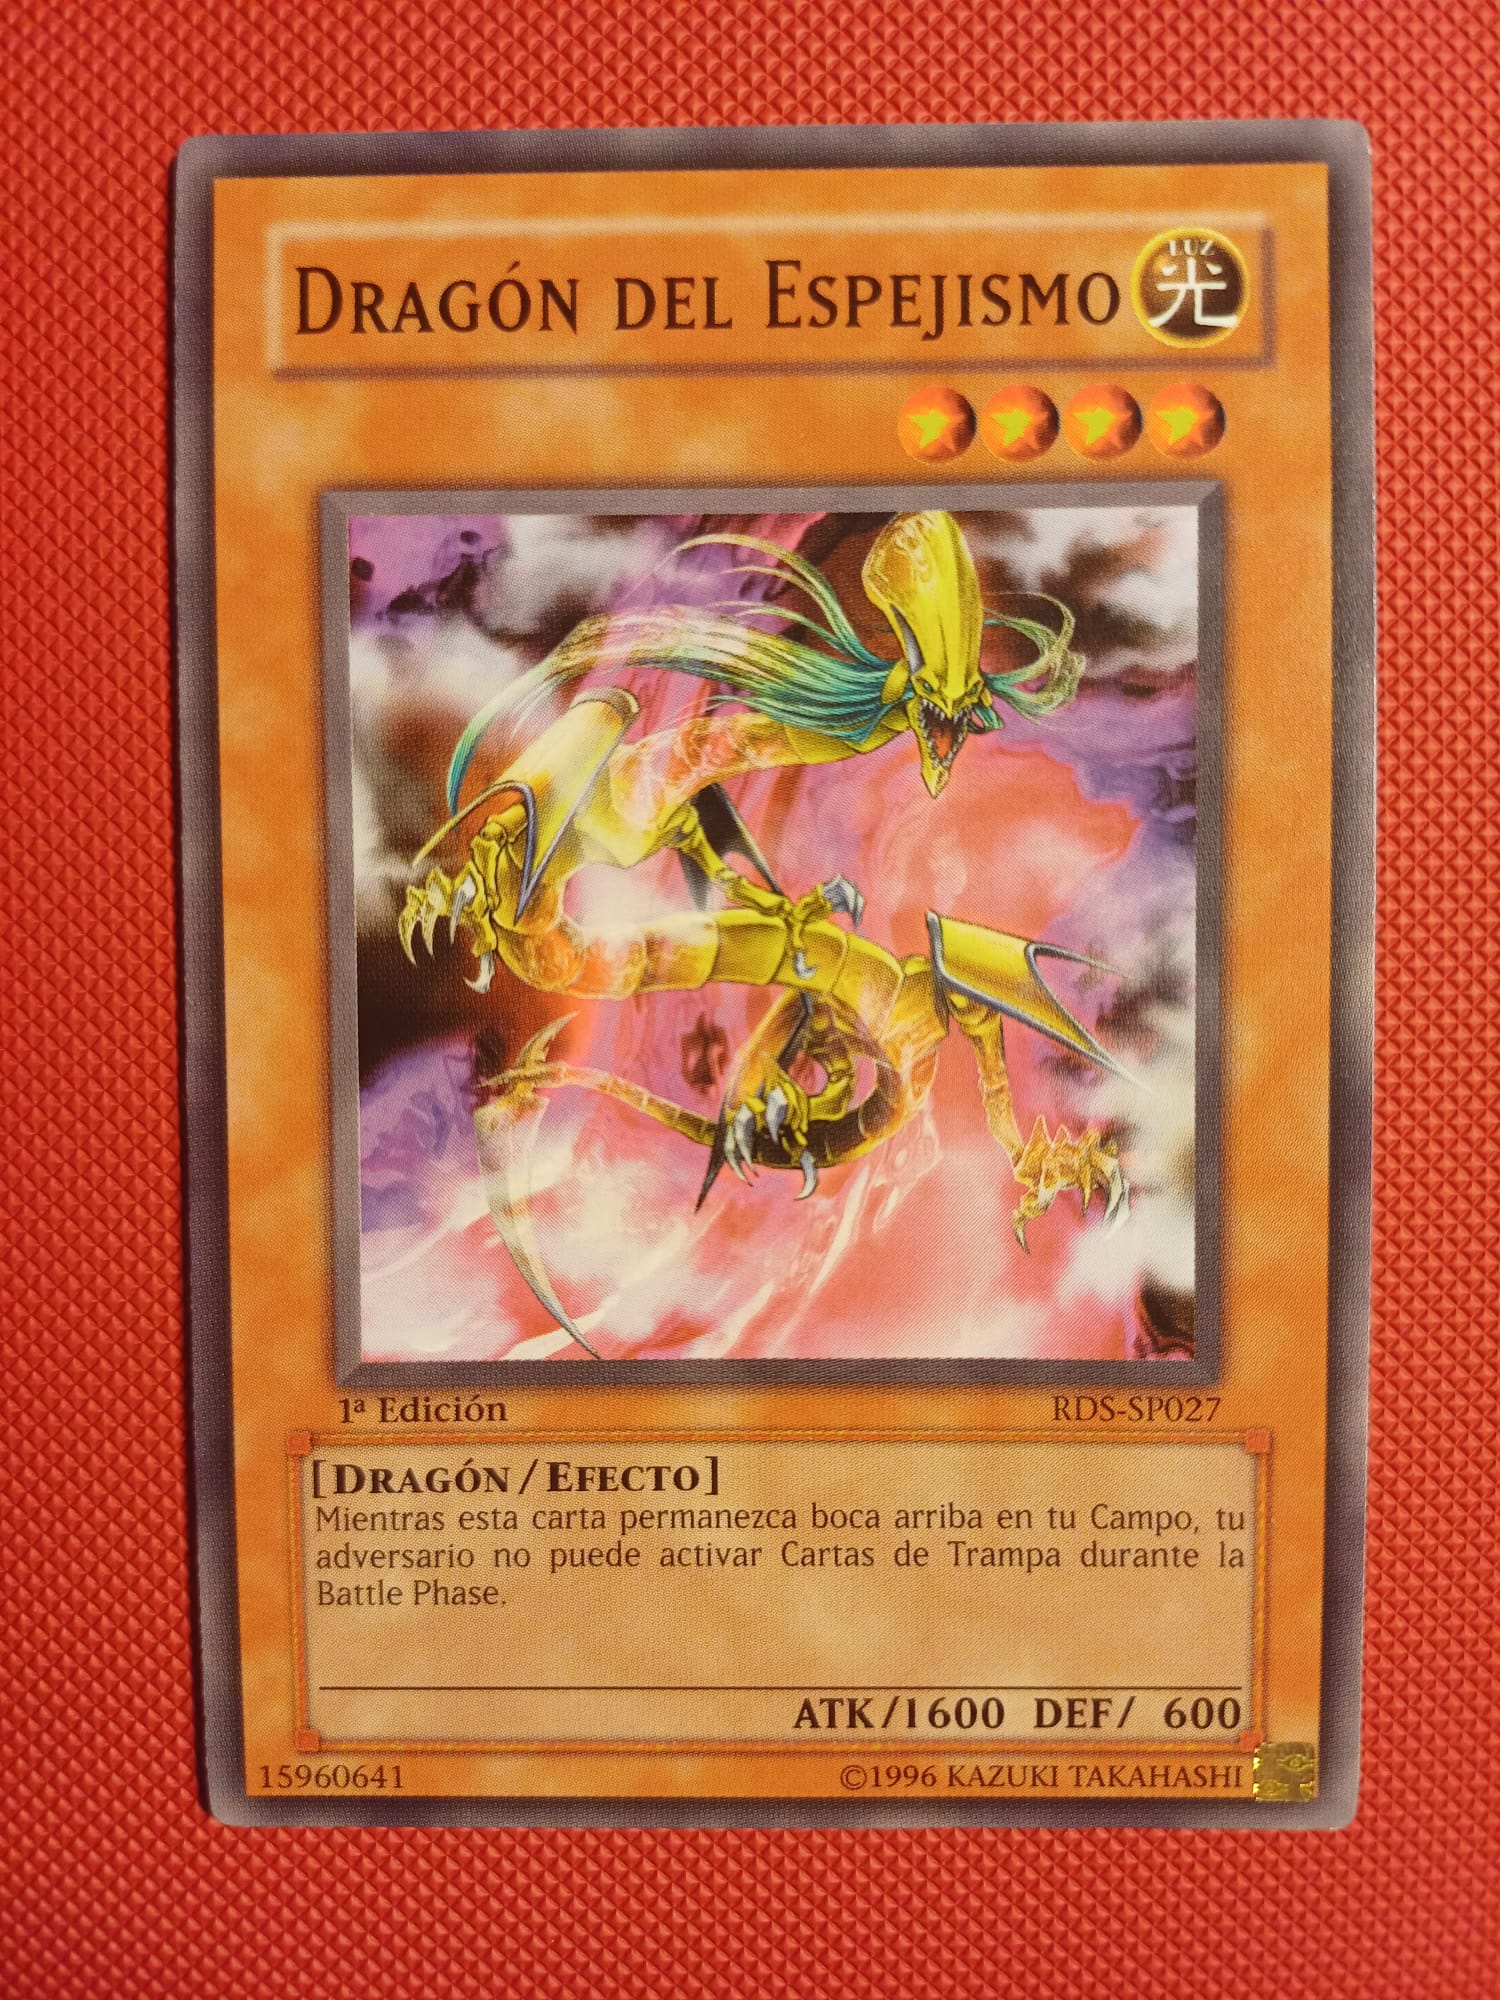 Dragón del Espejismo
LUZ
光
1ª Edición
RDS-SP027
[Dragón/Efecto]
Mientras esta carta permanezca boca arriba en tu Campo, tu
adversario no puede activar Cartas de Trampa durante la
Battle Phase.
ATK/1600 DEF/ 600
15960641
©1996 KAZUKI TAKAHASHI